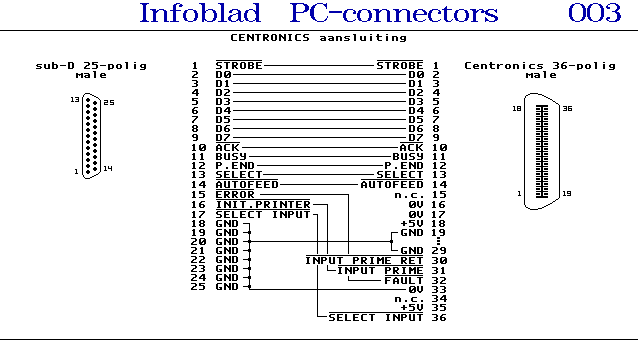 Infoblad PC-connectors 003
CENTRONICS aansluiting
sub-D 25-polig
male
13
25
1
14
1 STROBE STROBE 1
2 D0 D0 2
3 D1 D1 3
4 D2 D2 4
5 D3 D3 5
6 D4 D4 6
7 D5 D5 7
8 D6 D6 8
9 D7 D7 9
10 ACK ACK 10
11 BUSY BUSY 11
12 P.END P.END 12
13 SELECT SELECT 13
14 AUTOFEED AUTOFEED 14
15 ERROR n.c. 15
16 INIT.PRINTER 0V 16
17 SELECT INPUT 0V 17
18 GND +5V 18
19 GND GND 19
20 GND ⋮
21 GND GND 29
22 GND INPUT PRIME RET 30
23 GND INPUT PRIME 31
24 GND FAULT 32
25 GND 0V 33
n.c. 34
+5V 35
SELECT INPUT 36
Centronics 36-polig
male
18
36
1
19